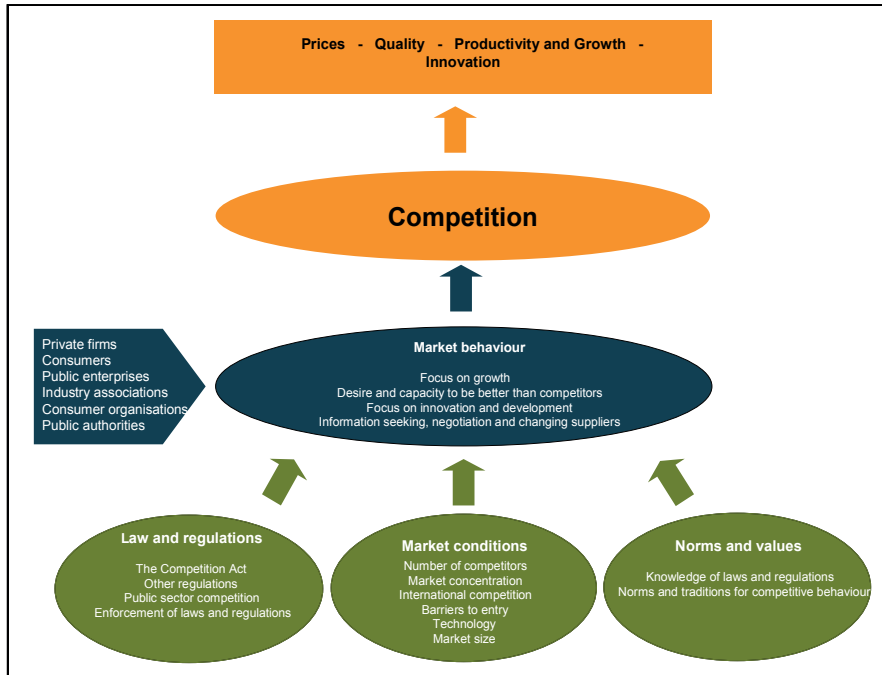 Prices - Quality - Productivity and Growth -
Innovation
Competition
Private firms
Consumers
Public enterprises
Industry associations
Consumer organisations
Public authorities
Market behaviour
Focus on growth
Desire and capacity to be better than competitors
Focus on innovation and development
Information seeking, negotiation and changing suppliers
Law and regulations
The Competition Act
Other regulations
Public sector competition
Enforcement of laws and regulations
Market conditions
Number of competitors
Market concentration
International competition
Barriers to entry
Technology
Market size
Norms and values
Knowledge of laws and regulations
Norms and traditions for competitive behaviour